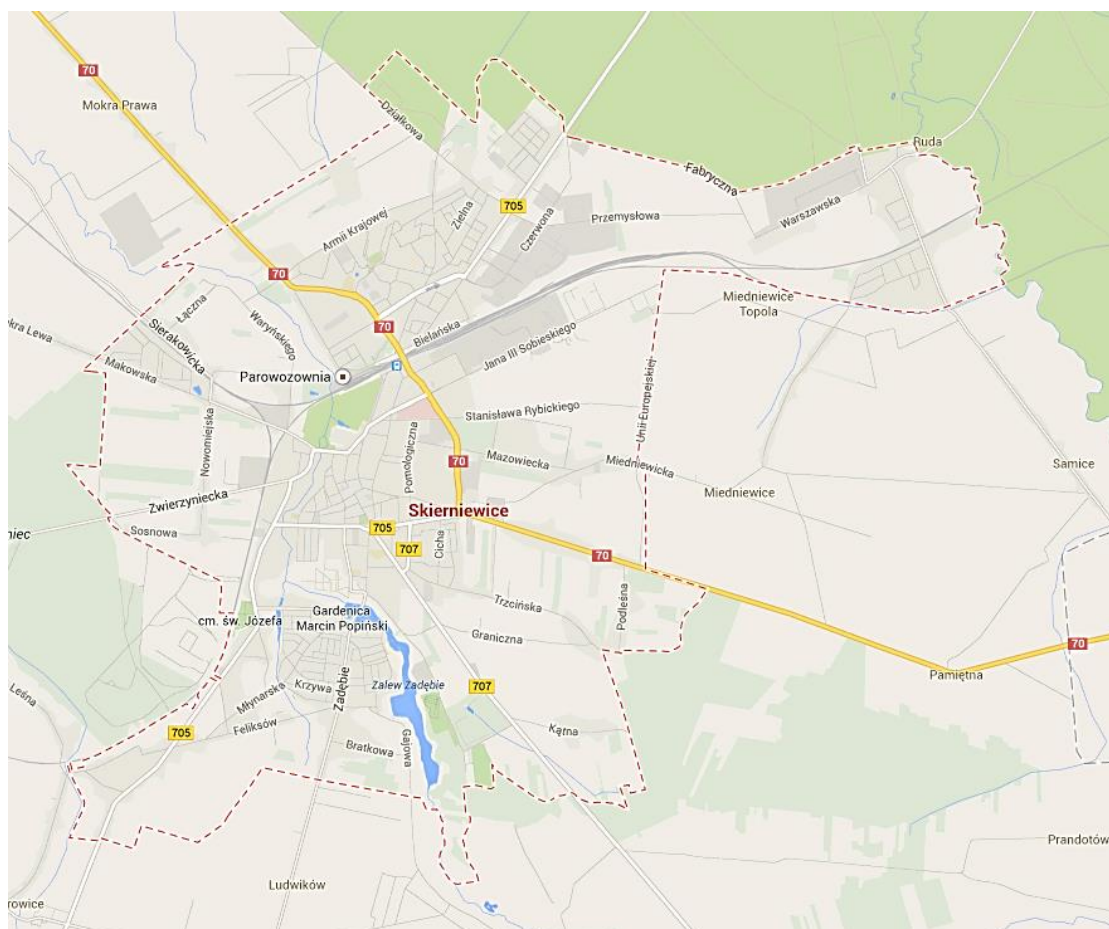 70
Mokra Prawa
Działkowa
Ruda
Fabryczna
Zielna
705
Czerwona
Przemysłowa
Warszawska
Armii Krajowej
70
Łączna
Sierakowicka
Waryńskiego
Miedniewice
Topola
okra Lewa
70
Bielańska
Jana III Sobieskiego
Makowska
Parowozownia
Unii Europejskiej
Stanisława Rybickiego
Nowomiejska
Pomologiczna
70
Mazowiecka
Miedniewicka
Samice
Zwierzyniecka
Miedniewice
Skierniewice
niec
Sosnowa
705
707
Cicha
70
Trzcińska
Podleśna
Gardenica
Marcin Popiński
cm. św. Józefa
Graniczna
70
Pamiętna
Leśna
Młynarska
Krzywa
Zadębie
Zalew Zadębie
707
705
Feliksów
Kątna
Bratkowa
Gajowa
Prandotów
Ludwików
rowice